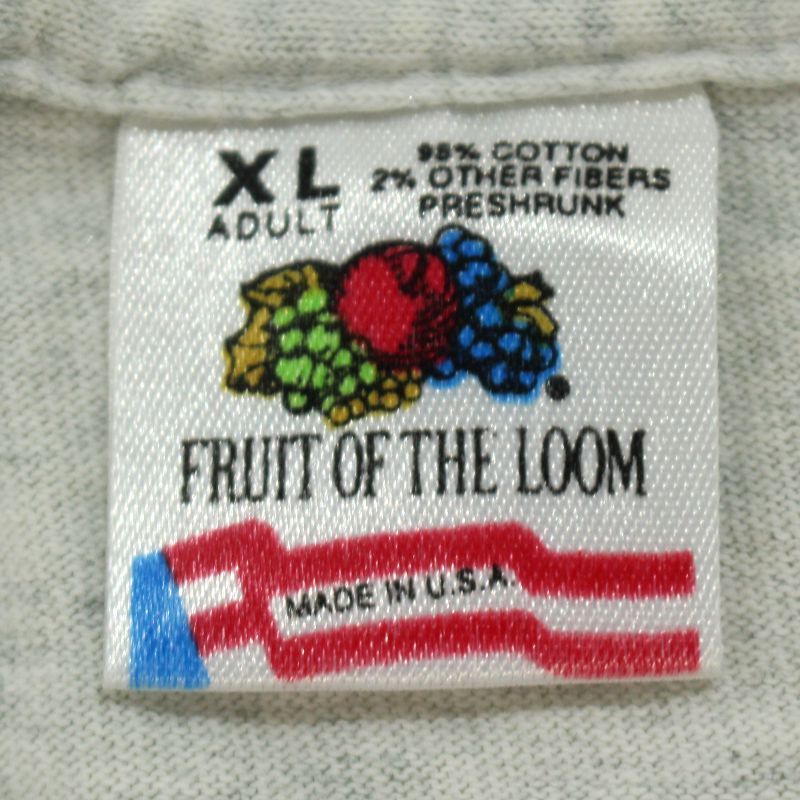 XL
ADULT
98% COTTON
2% OTHER FIBERS
PRESHRUNK
FRUIT OF THE LOOM
MADE IN U.S.A.